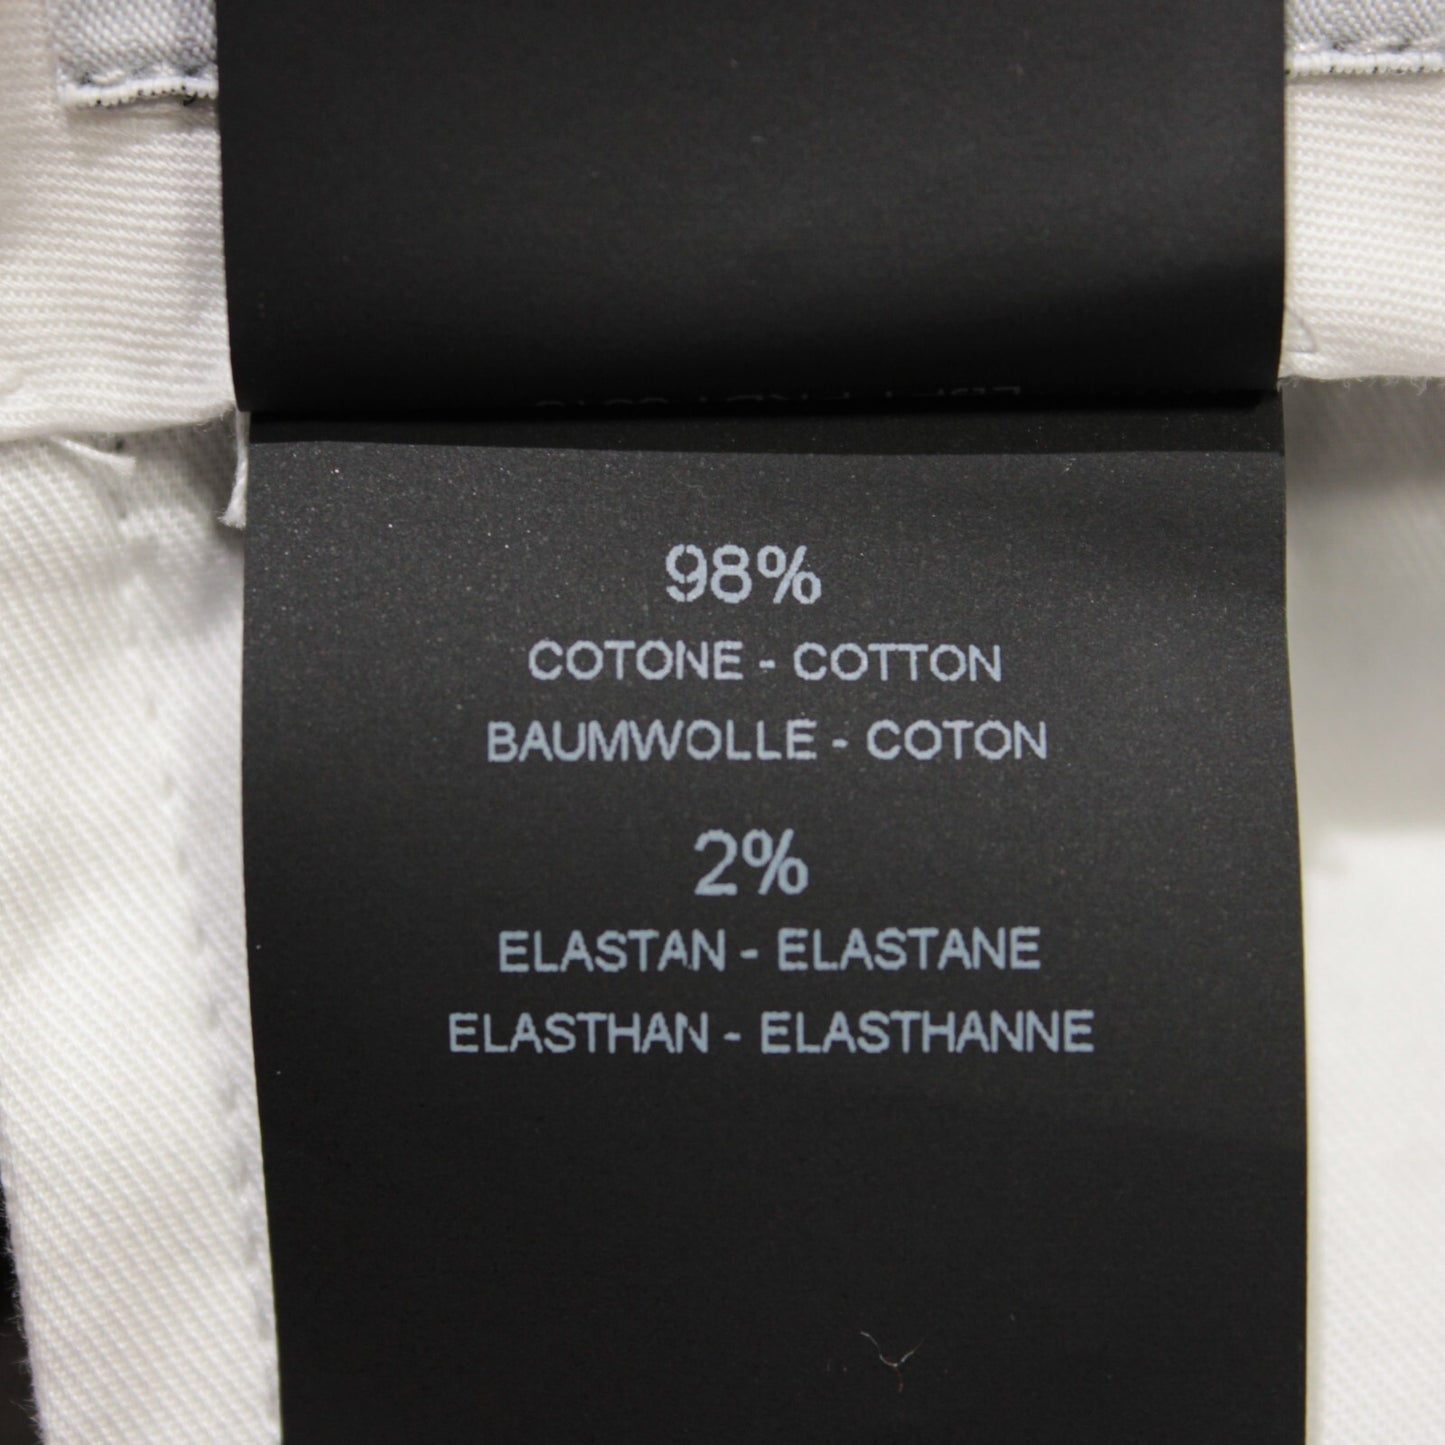 98%
COTONE - COTTON
BAUMWOLLE - COTON
2%
ELASTAN - ELASTANE
ELASTHAN - ELASTHANNE